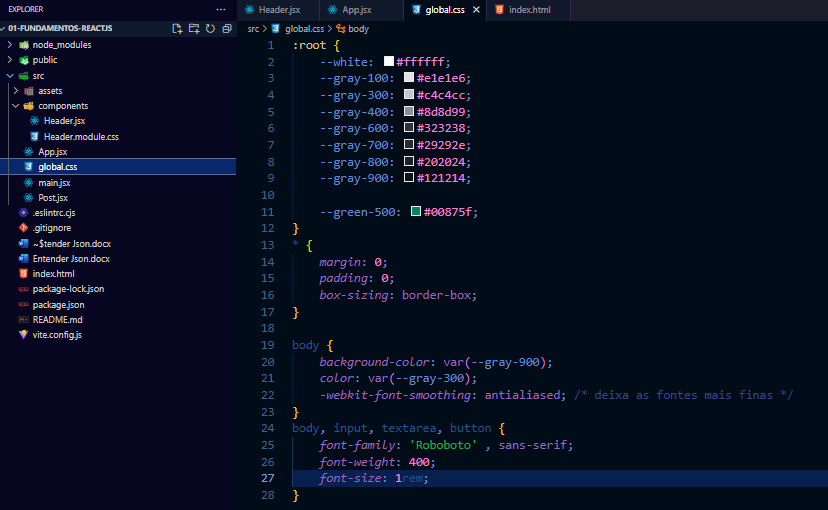 EXPLORER ···
Header.jsx App.jsx global.css index.html
01-FUNDAMENTOS-REACTJS
src > global.css > body
node_modules
public
src
assets
components
Header.jsx
Header.module.css
App.jsx
global.css
main.jsx
Post.jsx
.eslintrc.cjs
.gitignore
~$tender Json.docx
Entender Json.docx
index.html
package-lock.json
package.json
README.md
vite.config.js
1 :root {
2 --white: #ffffff;
3 --gray-100: #e1e1e6;
4 --gray-300: #c4c4cc;
5 --gray-400: #8d8d99;
6 --gray-600: #323238;
7 --gray-700: #29292e;
8 --gray-800: #202024;
9 --gray-900: #121214;
10
11 --green-500: #00875f;
12 }
13 * {
14 margin: 0;
15 padding: 0;
16 box-sizing: border-box;
17 }
18
19 body {
20 background-color: var(--gray-900);
21 color: var(--gray-300);
22 -webkit-font-smoothing: antialiased; /* deixa as fontes mais finas */
23 }
24 body, input, textarea, button {
25 font-family: 'Roboboto' , sans-serif;
26 font-weight: 400;
27 font-size: 1rem;
28 }